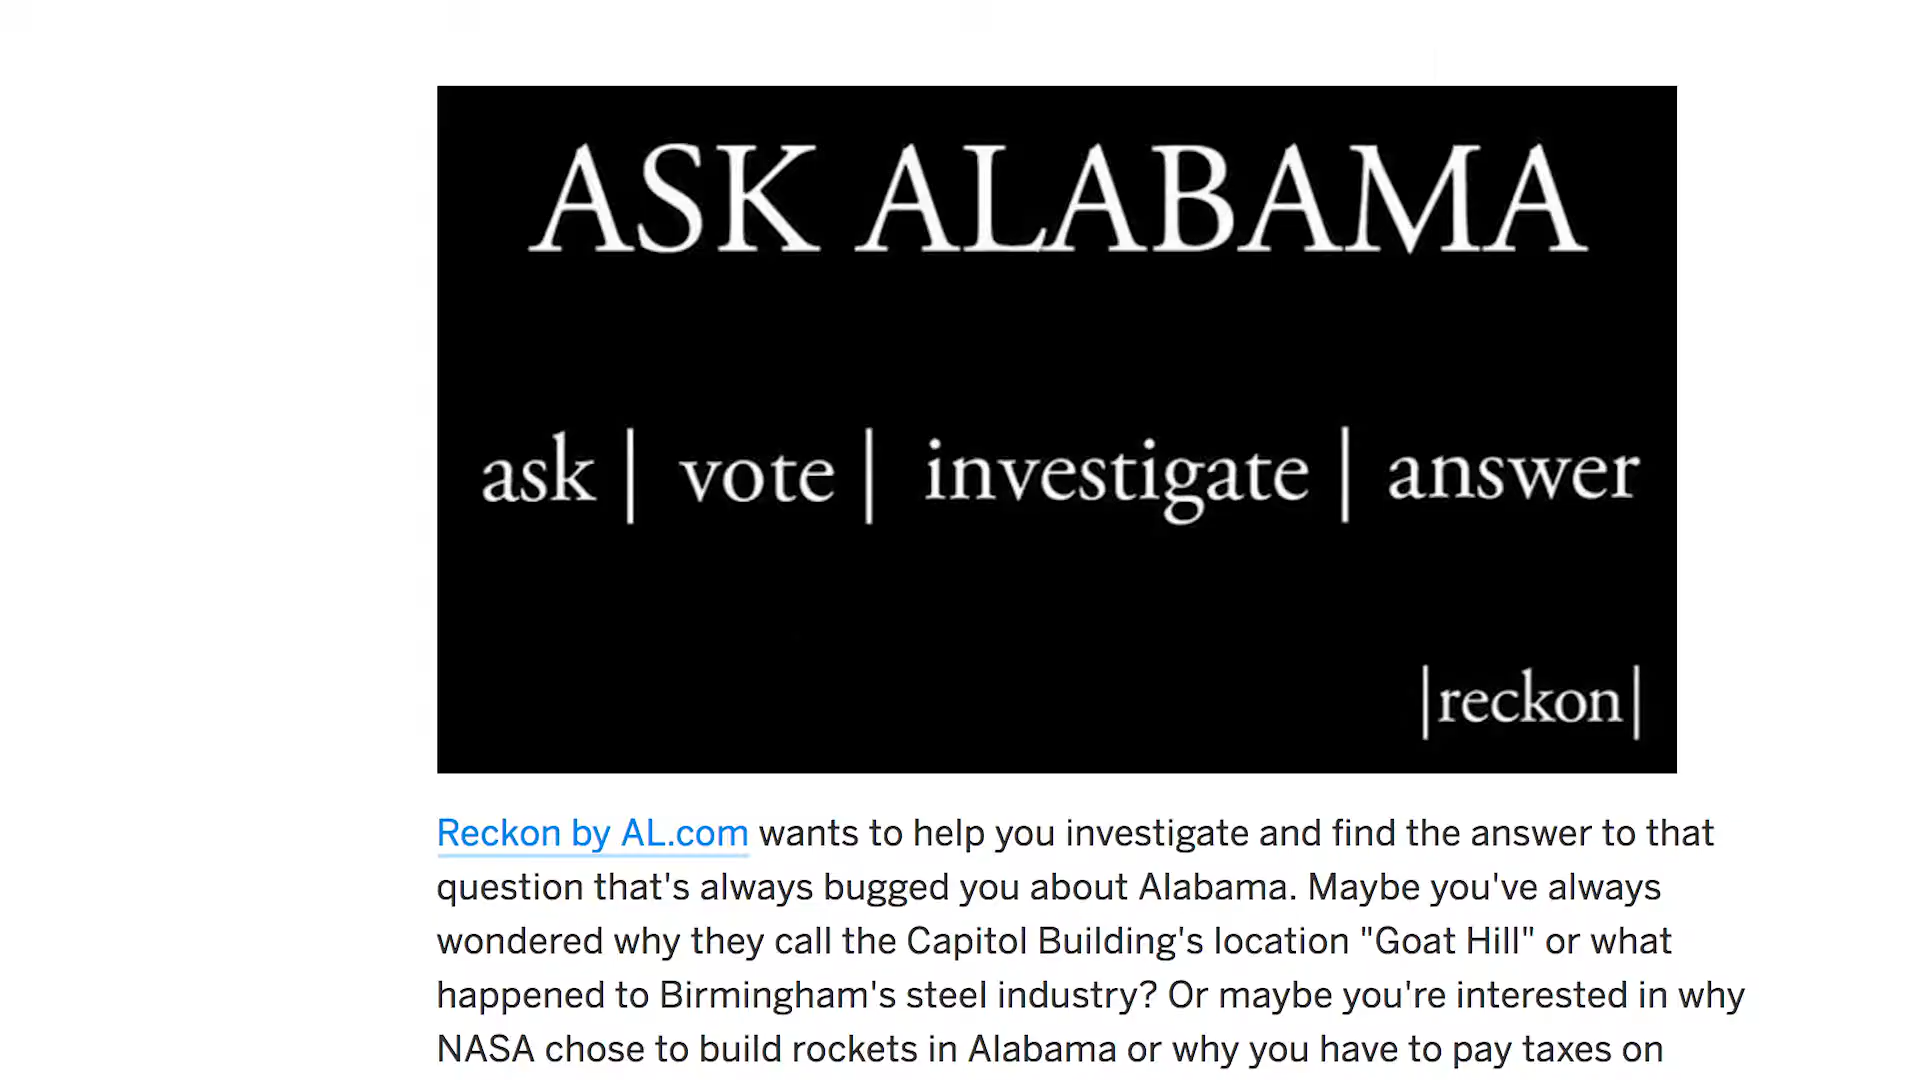 ASK ALABAMA
ask | vote | investigate | answer
|reckon|
Reckon by AL.com wants to help you investigate and find the answer to that
question that's always bugged you about Alabama. Maybe you've always
wondered why they call the Capitol Building's location "Goat Hill" or what
happened to Birmingham's steel industry? Or maybe you're interested in why
NASA chose to build rockets in Alabama or why you have to pay taxes on